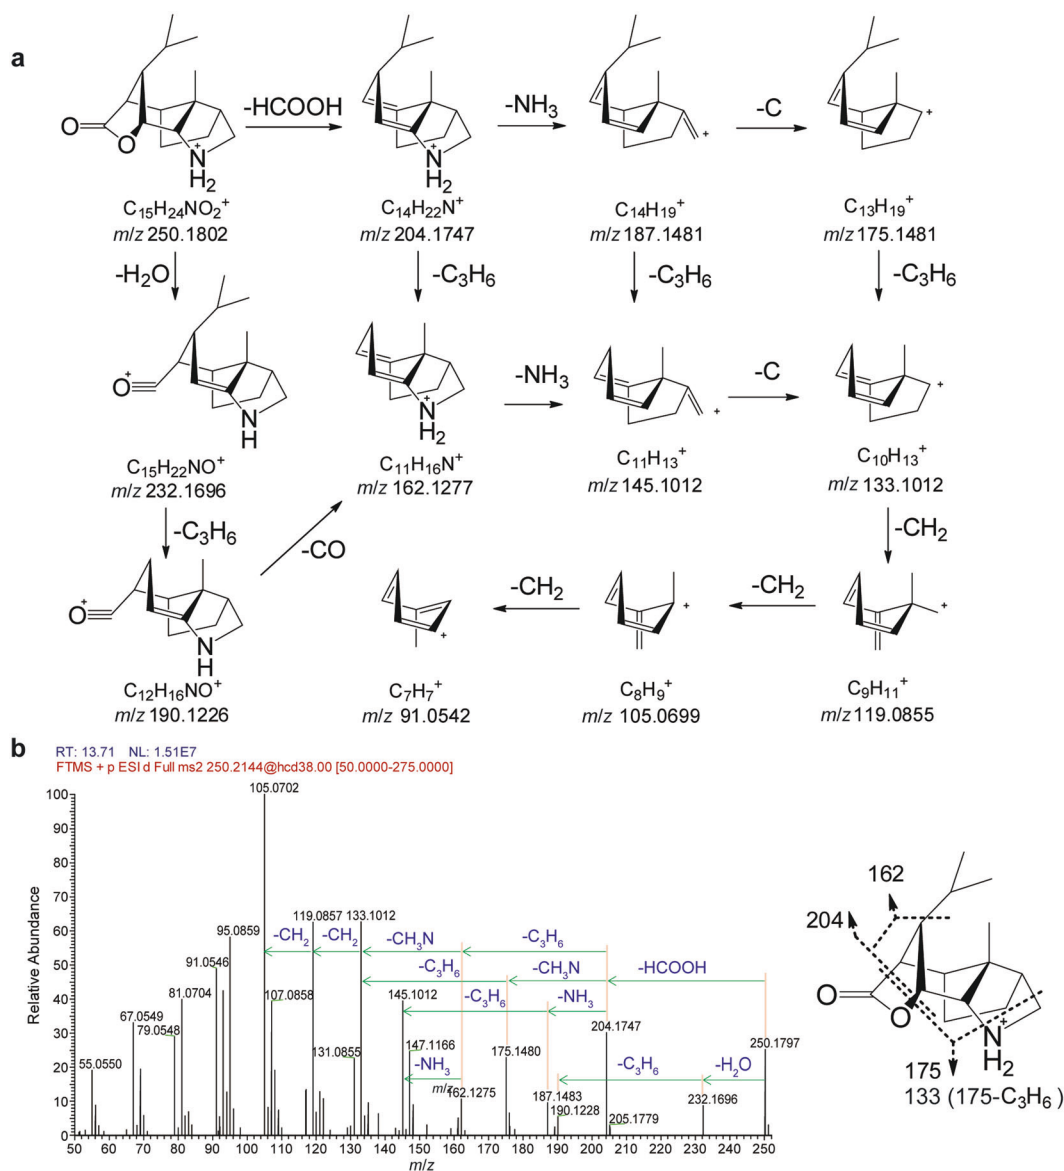 a
-HCOOH
-NH₃
-C
O
O
N⁺
H₂
N⁺
H₂
+
+
C₁₅H₂₄NO₂⁺
m/z 250.1802
C₁₄H₂₂N⁺
m/z 204.1747
C₁₄H₁₉⁺
m/z 187.1481
C₁₃H₁₉⁺
m/z 175.1481
-H₂O
-C₃H₆
-C₃H₆
-C₃H₆
O⁺
N
H
N⁺
H₂
-NH₃
+
-C
+
C₁₅H₂₂NO⁺
m/z 232.1696
C₁₁H₁₆N⁺
m/z 162.1277
C₁₁H₁₃⁺
m/z 145.1012
C₁₀H₁₃⁺
m/z 133.1012
-C₃H₆
-CO
-CH₂
O⁺
N
H
+
-CH₂
+
-CH₂
+
C₁₂H₁₆NO⁺
m/z 190.1226
C₇H₇⁺
m/z 91.0542
C₈H₉⁺
m/z 105.0699
C₉H₁₁⁺
m/z 119.0855
b
RT: 13.71 NL: 1.51E7
FTMS + p ESI d Full ms2 250.2144@hcd38.00 [50.0000-275.0000]
Relative Abundance
100
90
80
70
60
50
40
30
20
10
0
105.0702
119.0857
133.1012
95.0859
91.0546
107.0858
81.0704
67.0549
79.0548
55.0550
131.0855
145.1012
147.1166
162.1275
175.1480
187.1483
190.1228
204.1747
205.1779
232.1696
250.1797
-CH₂
-CH₂
-CH₃N
-C₃H₆
-C₃H₆
-CH₃N
-HCOOH
-C₃H₆
-NH₃
-NH₃
m/z
-C₃H₆
-H₂O
50 60 70 80 90 100 110 120 130 140 150 160 170 180 190 200 210 220 230 240 250
m/z
162
204
O
O
N⁺
H₂
175
133 (175-C₃H₆)